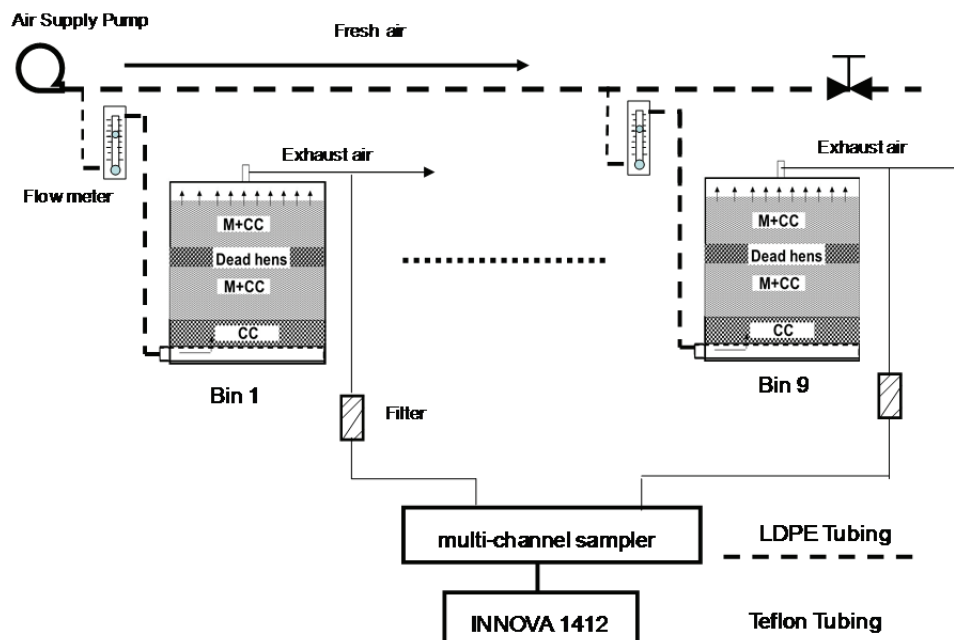 Air Supply Pump
Fresh air
Flow meter
Exhaust air
Exhaust air
M+CC
Dead hens
M+CC
CC
M+CC
Dead hens
M+CC
CC
Bin 1
Bin 9
Filter
multi-channel sampler
INNOVA 1412
LDPE Tubing
Teflon Tubing